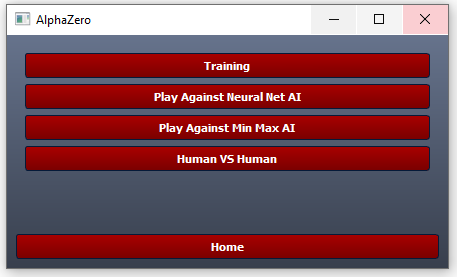 AlphaZero
Training
Play Against Neural Net AI
Play Against Min Max AI
Human VS Human
Home